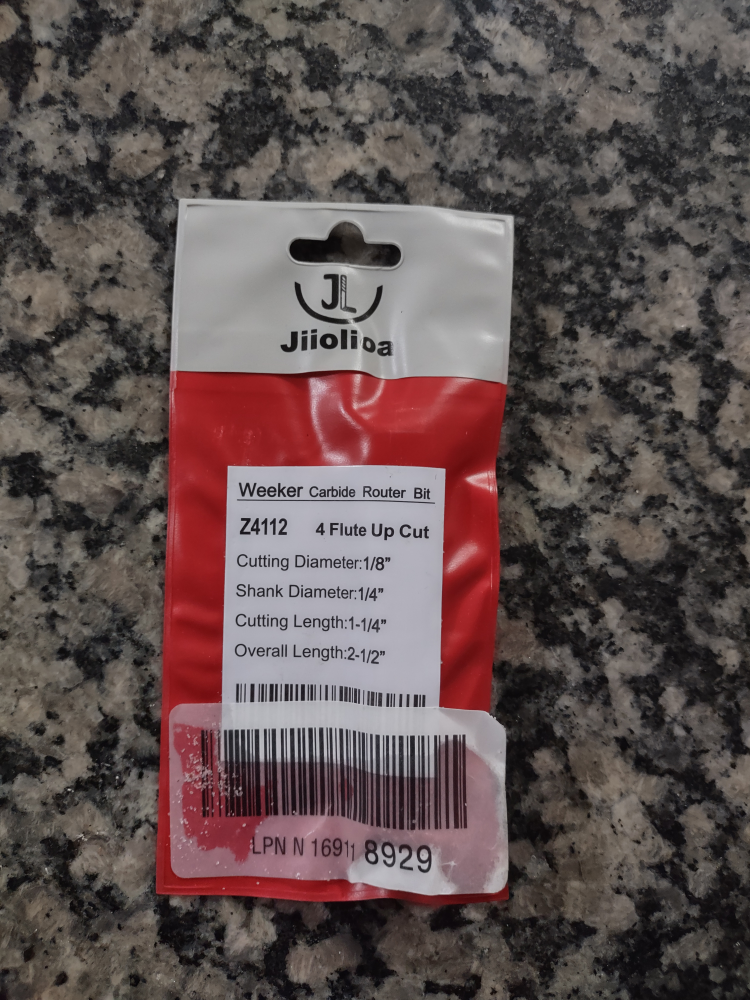 JL
Jiiolioa
Weeker Carbide Router Bit
Z4112 4 Flute Up Cut
Cutting Diameter:1/8”
Shank Diameter:1/4”
Cutting Length:1-1/4”
Overall Length:2-1/2”
LPN N 16911 8929